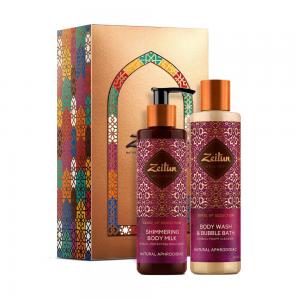 Zeitun
Zeitun
RITUAL OF SEDUCTION
SHIMMERING
BODY MILK
NATURAL APHRODISIAC
Zeitun
RITUAL OF SEDUCTION
BODY WASH
& BUBBLE BATH
NATURAL APHRODISIAC